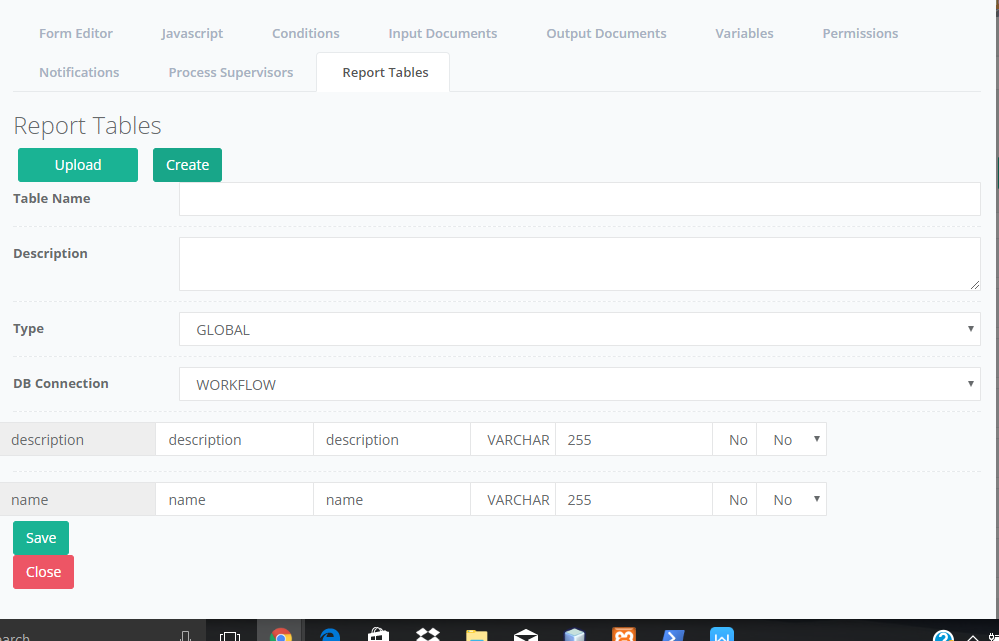 Form Editor Javascript Conditions Input Documents Output Documents Variables Permissions
Notifications Process Supervisors Report Tables
Report Tables
Upload Create
Table Name
Description
Type GLOBAL
DB Connection WORKFLOW
description description description VARCHAR 255 No No
name name name VARCHAR 255 No No
Save
Close